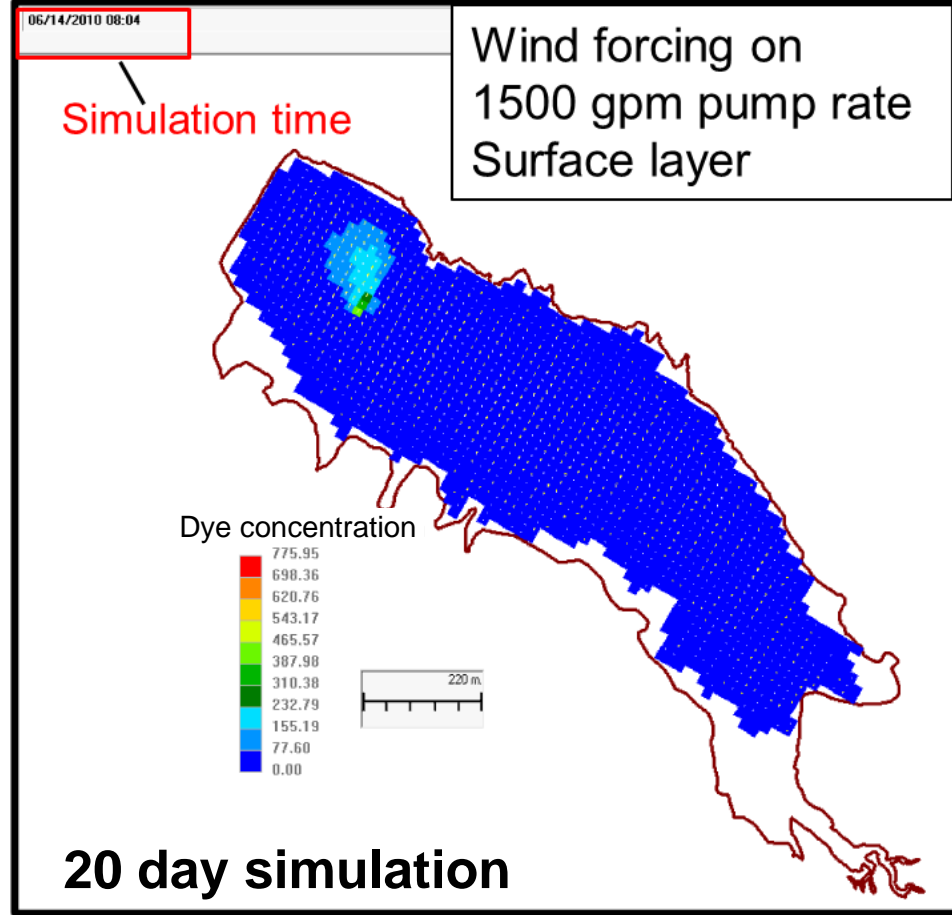 06/14/2010 08:04
Wind forcing on
1500 gpm pump rate
Surface layer
Simulation time
Dye concentration
775.95
698.36
620.76
543.17
465.57
387.98
310.38
232.79
155.19
77.60
0.00
220 m.
20 day simulation